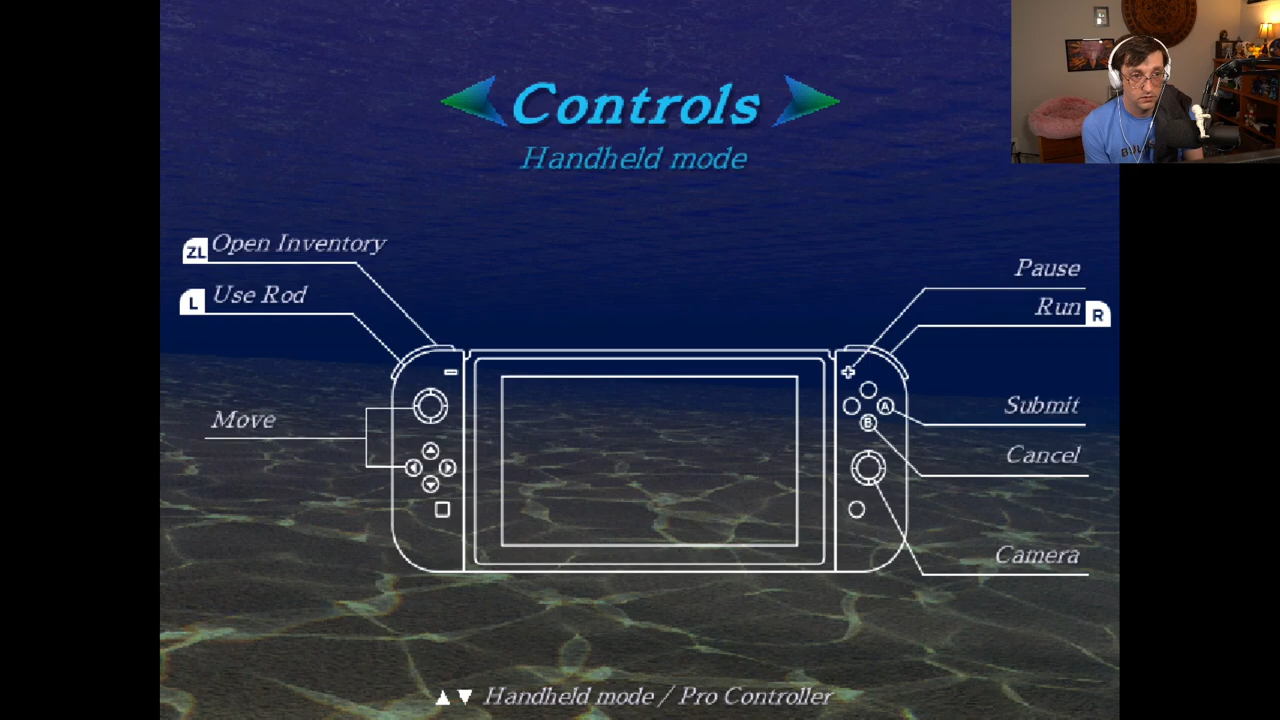 Controls
Handheld mode
ZL Open Inventory
L Use Rod
Move
Pause
Run R
A Submit
B Cancel
Camera
▲▼ Handheld mode / Pro Controller